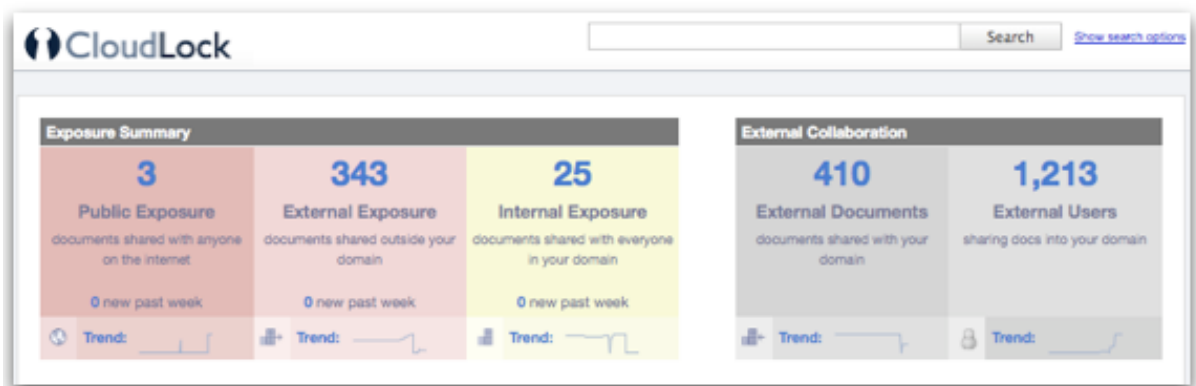 CloudLock
Search
Show search options
Exposure Summary
3
Public Exposure
documents shared with anyone
on the internet
0 new past week
Trend:
343
External Exposure
documents shared outside your
domain
0 new past week
Trend:
25
Internal Exposure
documents shared with everyone
in your domain
0 new past week
Trend:
External Collaboration
410
External Documents
documents shared with your
domain
Trend:
1,213
External Users
sharing docs into your domain
Trend: